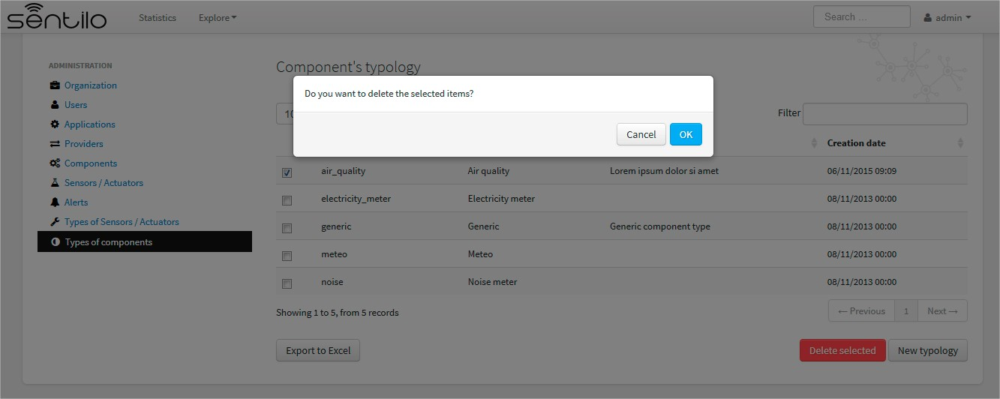 sentilo Statistics Explore Search ... admin
ADMINISTRATION
Organization
Users
Applications
Providers
Components
Sensors / Actuators
Alerts
Types of Sensors / Actuators
Types of components
Component's typology
Do you want to delete the selected items?
Cancel OK
10
Filter
Creation date
air_quality Air quality Lorem ipsum dolor si amet 06/11/2015 09:09
electricity_meter Electricity meter 08/11/2013 00:00
generic Generic Generic component type 08/11/2013 00:00
meteo Meteo 08/11/2013 00:00
noise Noise meter 08/11/2013 00:00
Showing 1 to 5, from 5 records
← Previous 1 Next →
Export to Excel Delete selected New typology